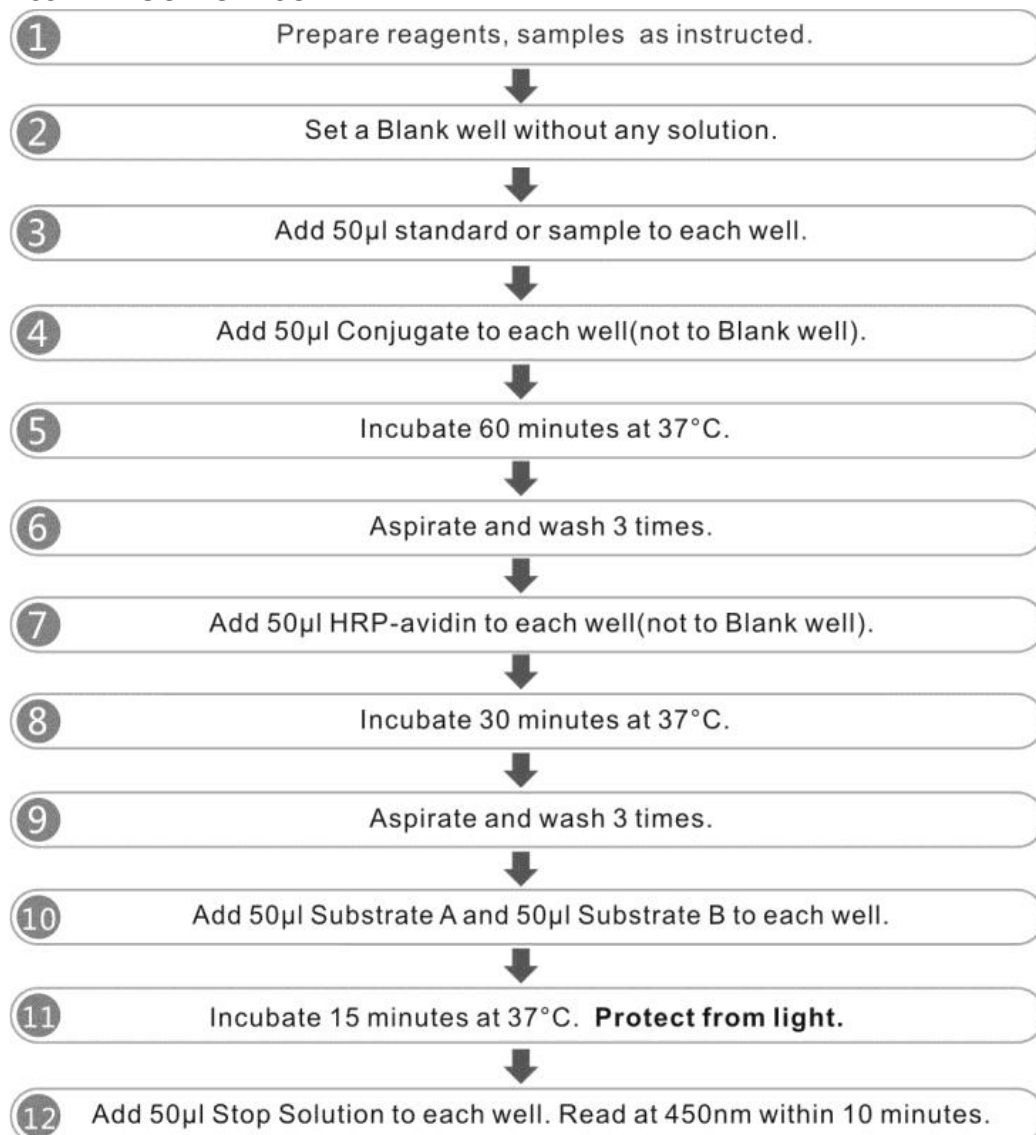 1 Prepare reagents, samples as instructed.
2 Set a Blank well without any solution.
3 Add 50µl standard or sample to each well.
4 Add 50µl Conjugate to each well(not to Blank well).
5 Incubate 60 minutes at 37°C.
6 Aspirate and wash 3 times.
7 Add 50µl HRP-avidin to each well(not to Blank well).
8 Incubate 30 minutes at 37°C.
9 Aspirate and wash 3 times.
10 Add 50µl Substrate A and 50µl Substrate B to each well.
11 Incubate 15 minutes at 37°C. Protect from light.
12 Add 50µl Stop Solution to each well. Read at 450nm within 10 minutes.